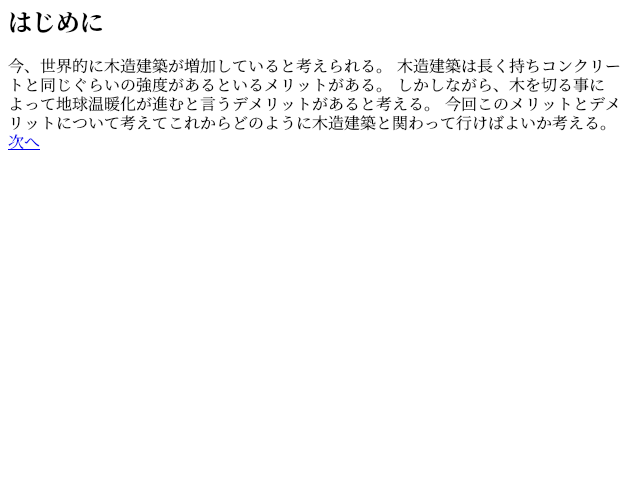 はじめに
今、世界的に木造建築が増加していると考えられる。 木造建築は長く持ちコンクリー
トと同じぐらいの強度があるといるメリットがある。 しかしながら、木を切る事に
よって地球温暖化が進むと言うデメリットがあると考える。 今回このメリットとデメ
リットについて考えてこれからどのように木造建築と関わって行けばよいか考える。
次へ